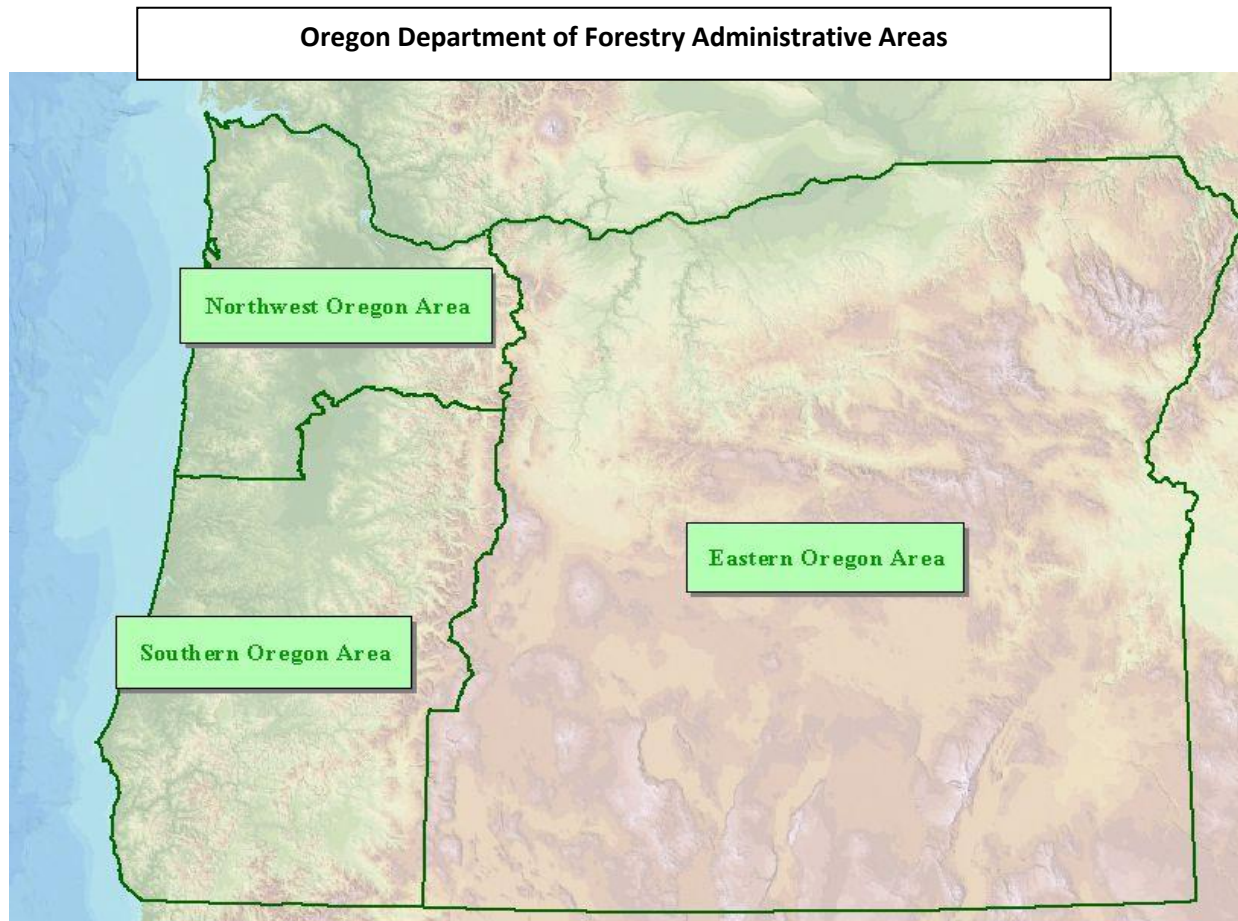 Oregon Department of Forestry Administrative Areas
Northwest Oregon Area
Eastern Oregon Area
Southern Oregon Area